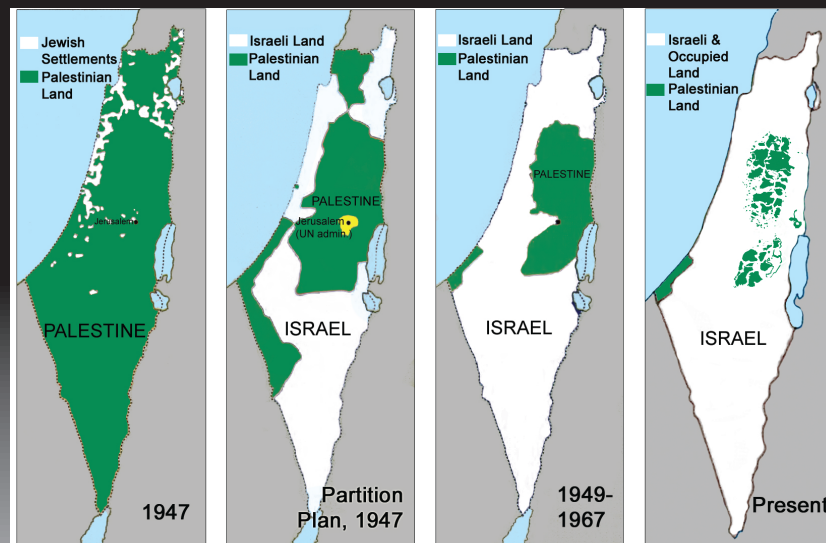 Jewish
Settlements
Palestinian
Land
Jerusalem
PALESTINE
1947
Israeli Land
Palestinian
Land
PALESTINE
Jerusalem
(UN admin.)
ISRAEL
Partition
Plan, 1947
Israeli Land
Palestinian
Land
PALESTINE
ISRAEL
1949-
1967
Israeli &
Occupied
Land
Palestinian
Land
ISRAEL
Present